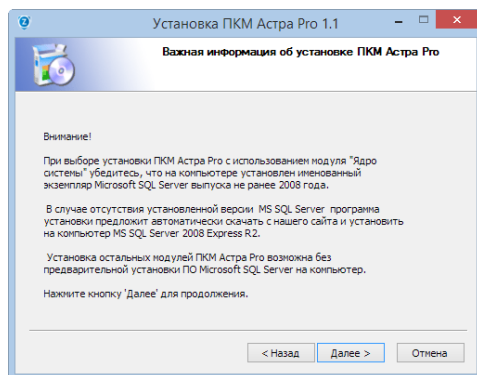 Установка ПКМ Астра Pro 1.1
Важная информация об установке ПКМ Астра Pro
Внимание!
При выборе установки ПКМ Астра Pro с использованием модуля "Ядро
системы" убедитесь, что на компьютере установлен именованный
экземпляр Microsoft SQL Server выпуска не ранее 2008 года.
В случае отсутствия установленной версии MS SQL Server программа
установки предложит автоматически скачать с нашего сайта и установить
на компьютер MS SQL Server 2008 Express R2.
Установка остальных модулей ПКМ Астра Pro возможна без
предварительной установки ПО Microsoft SQL Server на компьютер.
Нажмите кнопку 'Далее' для продолжения.
< Назад Далее > Отмена